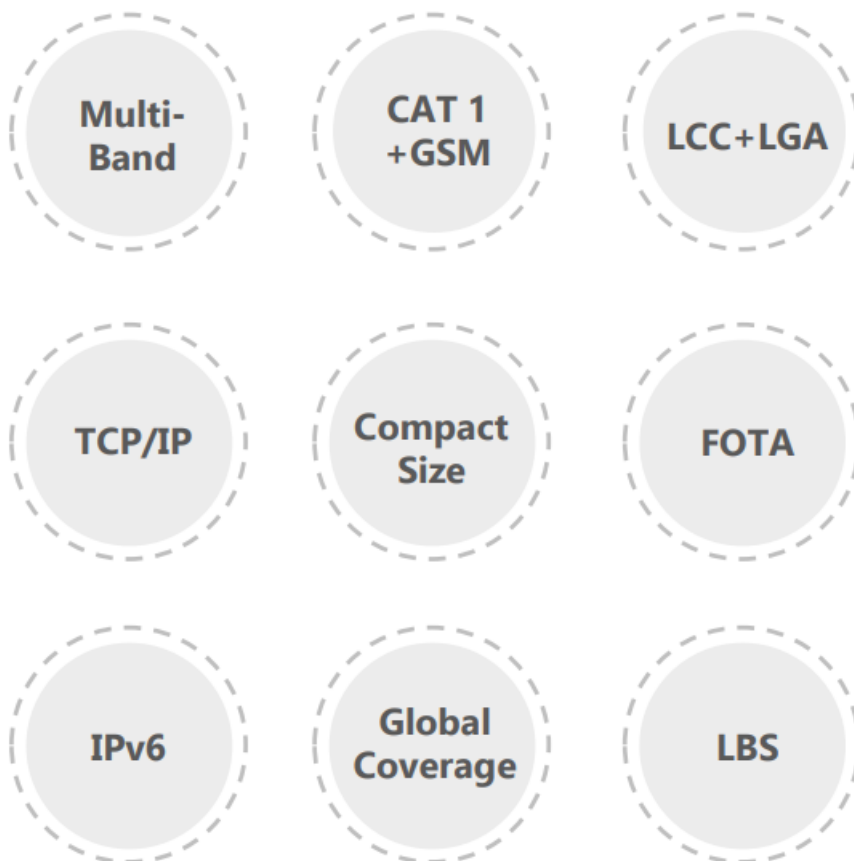 Multi-
Band
CAT 1
+GSM
LCC+LGA
TCP/IP
Compact
Size
FOTA
IPv6
Global
Coverage
LBS